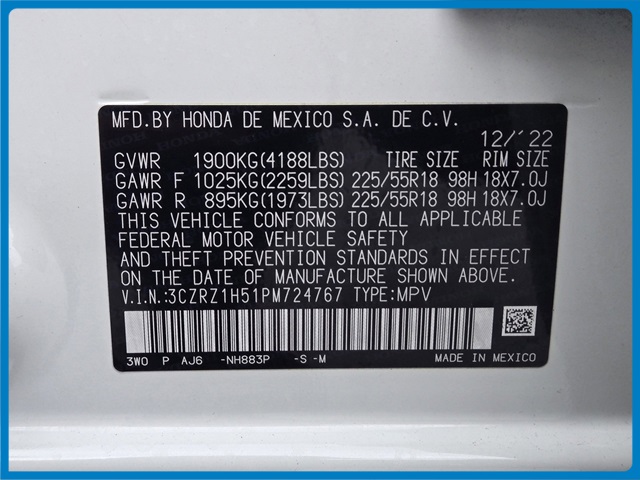 MFD.BY HONDA DE MEXICO S.A. DE C.V.
12/'22
GVWR 1900KG(4188LBS) TIRE SIZE RIM SIZE
GAWR F 1025KG(2259LBS) 225/55R18 98H 18X7.0J
GAWR R 895KG(1973LBS) 225/55R18 98H 18X7.0J
THIS VEHICLE CONFORMS TO ALL APPLICABLE
FEDERAL MOTOR VEHICLE SAFETY
AND THEFT PREVENTION STANDARDS IN EFFECT
ON THE DATE OF MANUFACTURE SHOWN ABOVE.
V.I.N.:3CZRZ1H51PM724767 TYPE:MPV
3W0 P AJ6 -NH883P -S -M MADE IN MEXICO